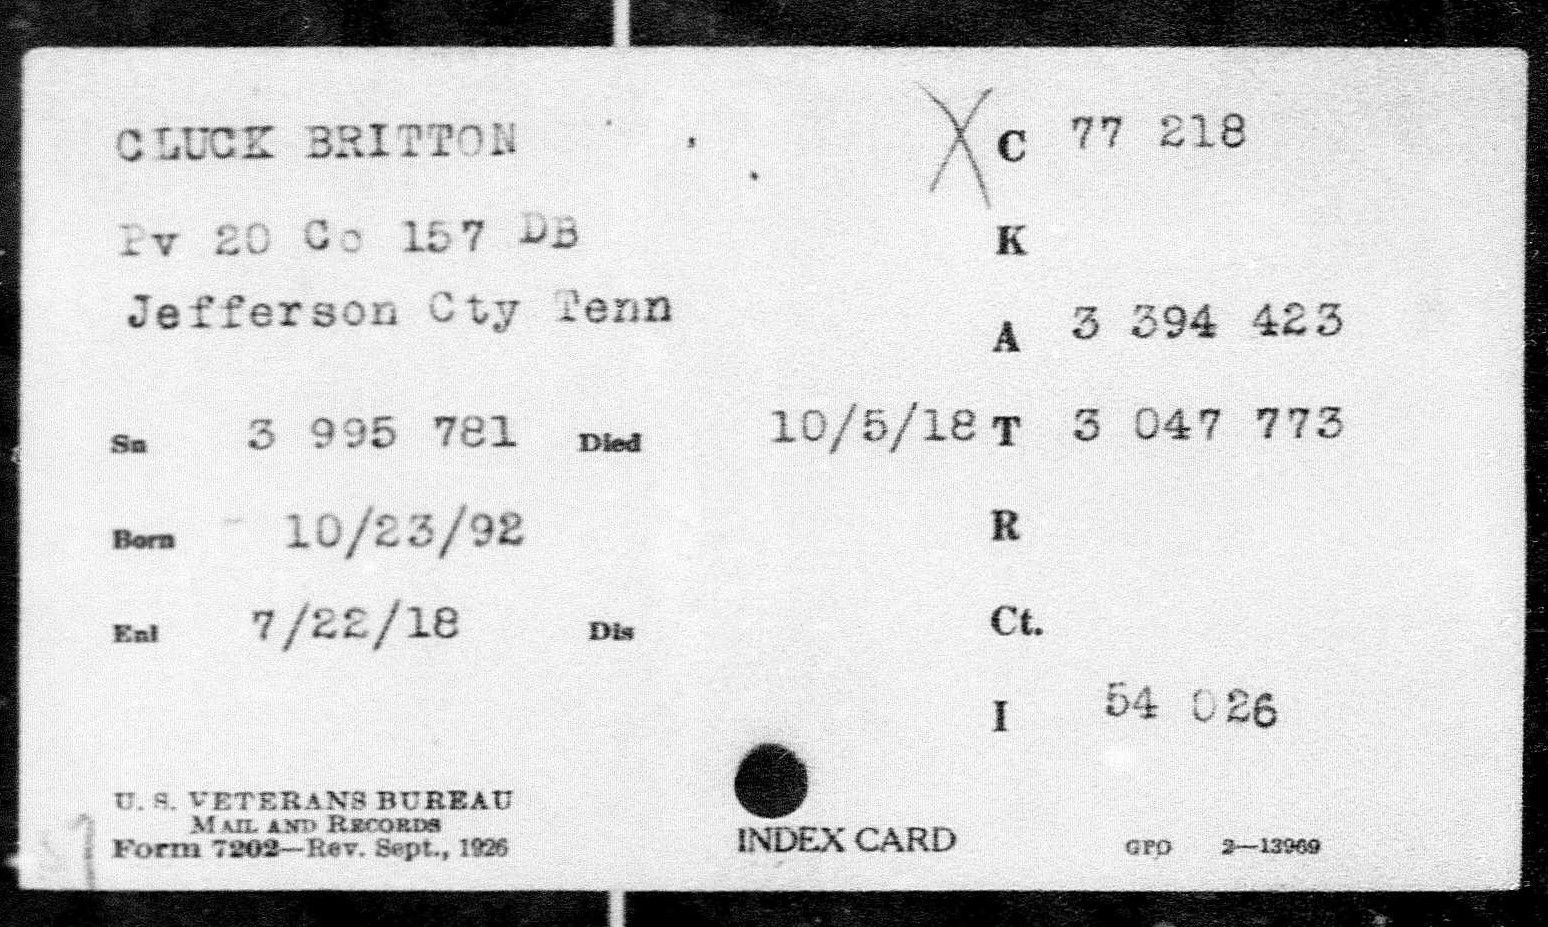 CLUCK BRITTON
C 77 218
Pv 20 Co 157 DB
K
Jefferson Cty Tenn
A 3 394 423
Sn 3 995 781 Died 10/5/18
T 3 047 773
Born 10/23/92
R
Enl 7/22/18 Dis
Ct.
I 54 026
U. S. VETERANS BUREAU
MAIL AND RECORDS
Form 7202—Rev. Sept., 1926
INDEX CARD
GPO 2—13969